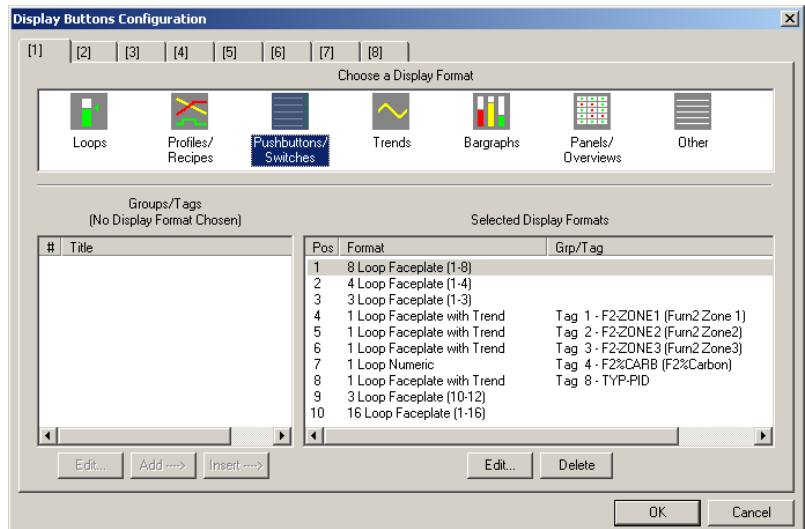 Display Buttons Configuration
[1] [2] [3] [4] [5] [6] [7] [8]
Choose a Display Format
Loops
Profiles/
Recipes
Pushbuttons/
Switches
Trends
Bargraphs
Panels/
Overviews
Other
Groups/Tags
(No Display Format Chosen)
# Title
Edit... Add ----> Insert ---->
Selected Display Formats
Pos Format Grp/Tag
1 8 Loop Faceplate (1-8)
2 4 Loop Faceplate (1-4)
3 3 Loop Faceplate (1-3)
4 1 Loop Faceplate with Trend Tag 1 - F2-ZONE1 (Furn2 Zone 1)
5 1 Loop Faceplate with Trend Tag 2 - F2-ZONE2 (Furn2 Zone2)
6 1 Loop Faceplate with Trend Tag 3 - F2-ZONE3 (Furn2 Zone3)
7 1 Loop Numeric Tag 4 - F2%CARB (F2%Carbon)
8 1 Loop Faceplate with Trend Tag 8 - TYP-PID
9 3 Loop Faceplate (10-12)
10 16 Loop Faceplate (1-16)
Edit... Delete
OK Cancel